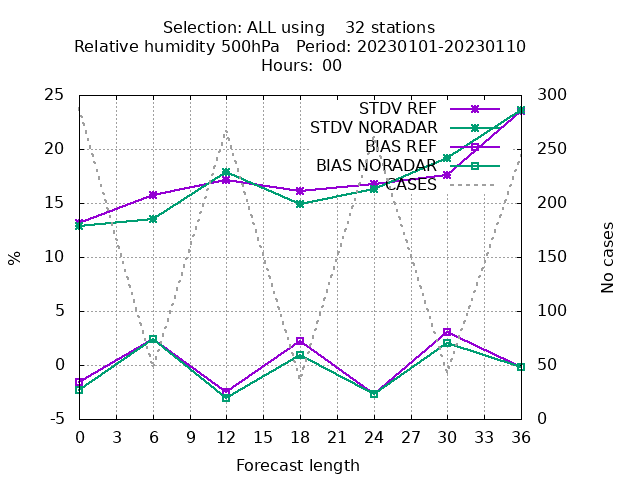 Selection: ALL using    32 stations
Relative humidity 500hPa   Period: 20230101-20230110
Hours: 00
25
20
15
10
5
0
-5
%
STDV REF
STDV NORADAR
BIAS REF
BIAS NORADAR
CASES
300
250
200
150
100
50
0
No cases
0 3 6 9 12 15 18 21 24 27 30 33 36
Forecast length